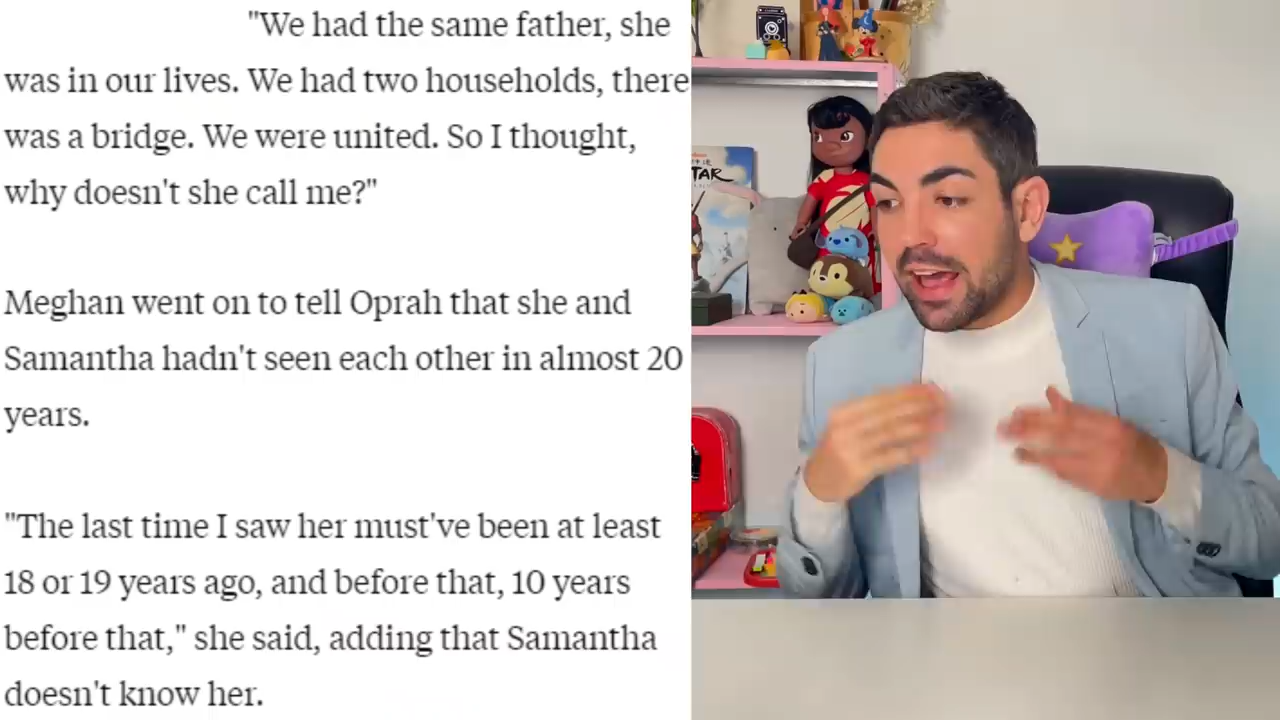 "We had the same father, she
was in our lives. We had two households, there
was a bridge. We were united. So I thought,
why doesn't she call me?"
Meghan went on to tell Oprah that she and
Samantha hadn't seen each other in almost 20
years.
"The last time I saw her must've been at least
18 or 19 years ago, and before that, 10 years
before that," she said, adding that Samantha
doesn't know her.
TAR